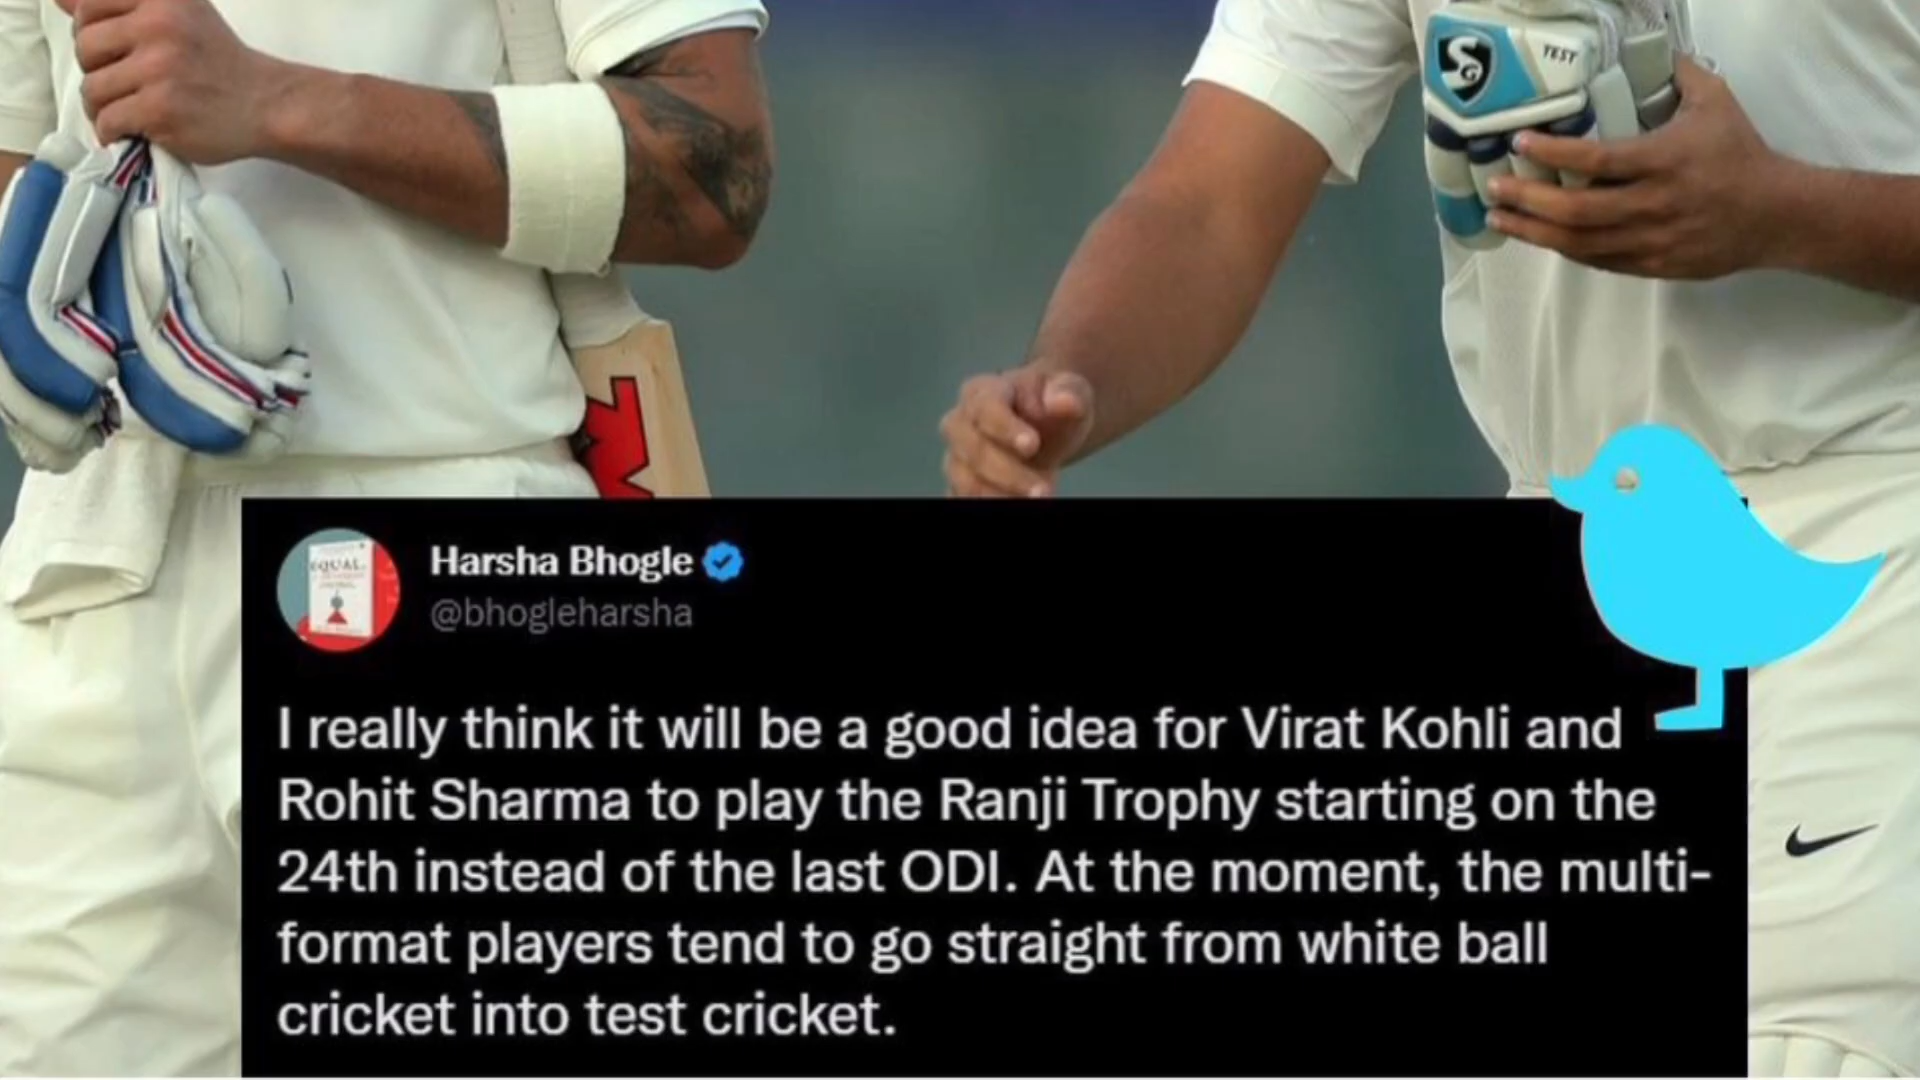 SG
TEST
EQUAL
Harsha Bhogle
@bhogleharsha
I really think it will be a good idea for Virat Kohli and
Rohit Sharma to play the Ranji Trophy starting on the
24th instead of the last ODI. At the moment, the multi-
format players tend to go straight from white ball
cricket into test cricket.